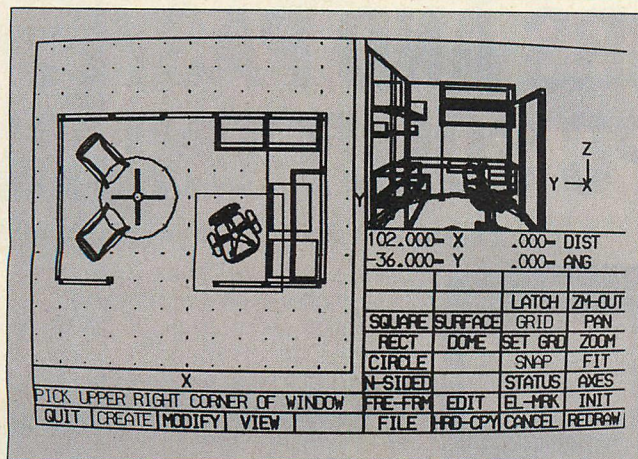 Z
Y X
Y
102.000= X .000= DIST
-36.000= Y .000= ANG
LATCH ZM-OUT
SQUARE SURFACE GRID PAN
RECT DOME SET GRD ZOOM
CIRCLE SNAP FIT
N-SIDED STATUS AXES
X
PICK UPPER RIGHT CORNER OF WINDOW FRE-FRM EDIT EL-MRK INIT
QUIT CREATE MODIFY VIEW FILE HRD-CPY CANCEL REDRAW